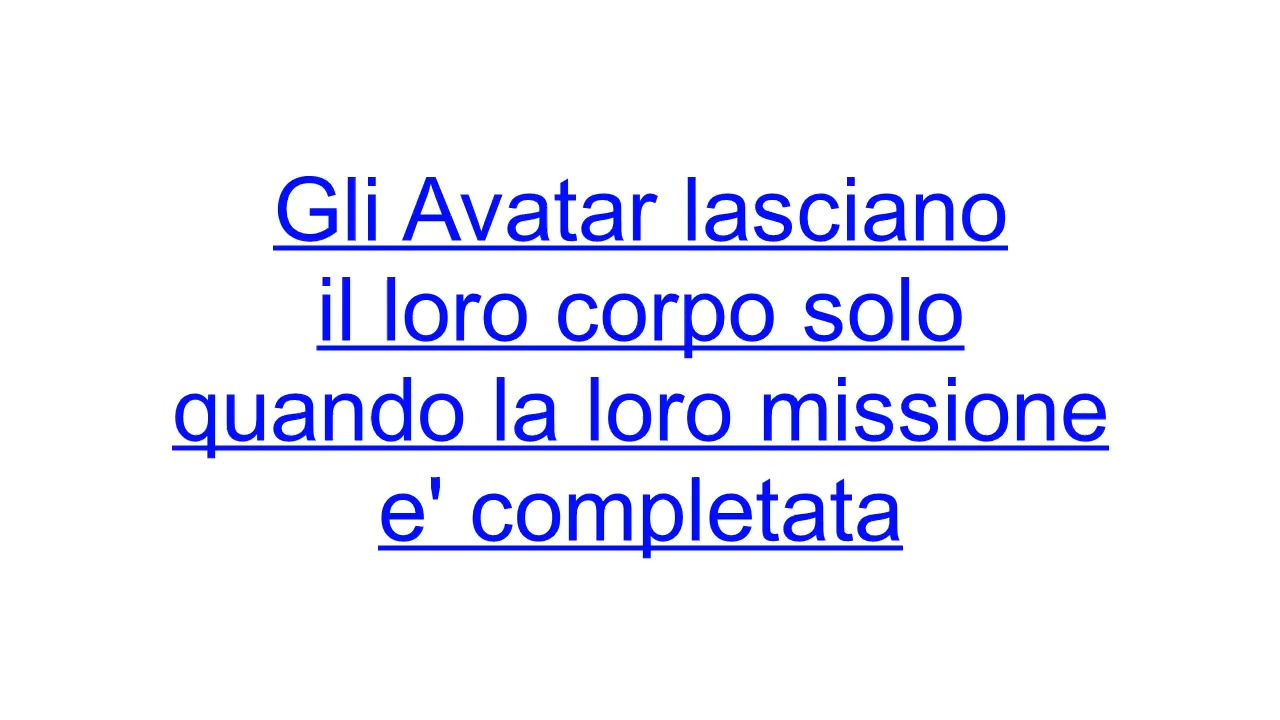 Gli Avatar lasciano
il loro corpo solo
quando la loro missione
e' completata